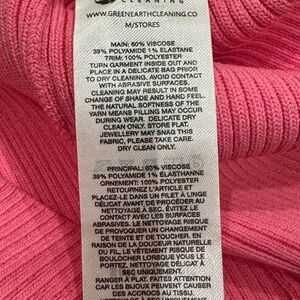 CLEANING
WWW.GREENEARTHCLEANING.CO
M/STORES
MAIN: 60% VISCOSE
39% POLYAMIDE 1% ELASTANE
TRIM: 100% POLYESTER
TURN GARMENT INSIDE OUT AND
PLACE IN A DELICATE BAG PRIOR
TO DRY CLEANING. AVOID CONTACT
WITH ABRASIVE SURFACES.
CLEANING MAY RESULT IN SOME
CHANGE OF SHADE AND HAND FEEL.
THE NATURAL SOFTNESS OF THE
YARN MEANS PILLING MAY OCCUR
DURING WEAR. DELICATE DRY
CLEAN ONLY. STORE FLAT.
JEWELLERY MAY SNAG THIS
FABRIC, PLEASE TAKE CARE.
DRY CLEAN ONLY.
PRINCIPAL: 60% VISCOSE
39% POLYAMIDE 1% ELASTHANNE
ORNEMENT: 100% POLYESTER
RETOURNEZ L'ARTICLE ET
PLACEZ-LE DANS UN FILET À LINGE
DÉLICAT AVANT DE PROCÉDER AU
NETTOYAGE À SEC. ÉVITEZ LE
CONTACT AVEC LES SURFACES
ABRASIVES. LE NETTOYAGE RISQUE
DE PROVOQUER UN CHANGEMENT
DE COULEUR ET DE TEXTURE. EN
RAISON DE LA DOUCEUR NATURELLE
DU FIL, LE VÊTEMENT RISQUE DE
BOULOCHER LORSQUE VOUS LE
PORTEZ. NETTOYAGE DÉLICAT À
SEC UNIQUEMENT.
RANGER À PLAT. FAITES ATTENTION
CAR LES BIJOUX PEUVENT CAUSER
DES ACCROCS AU TISSU.